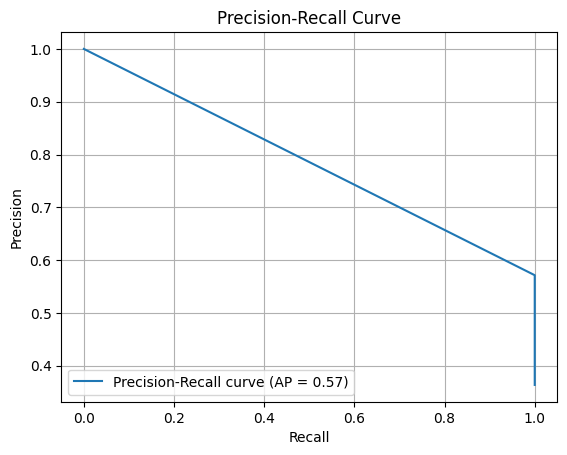 Precision-Recall Curve
1.0
0.9
0.8
0.7
0.6
0.5
0.4
Precision
Precision-Recall curve (AP = 0.57)
0.0 0.2 0.4 0.6 0.8 1.0
Recall